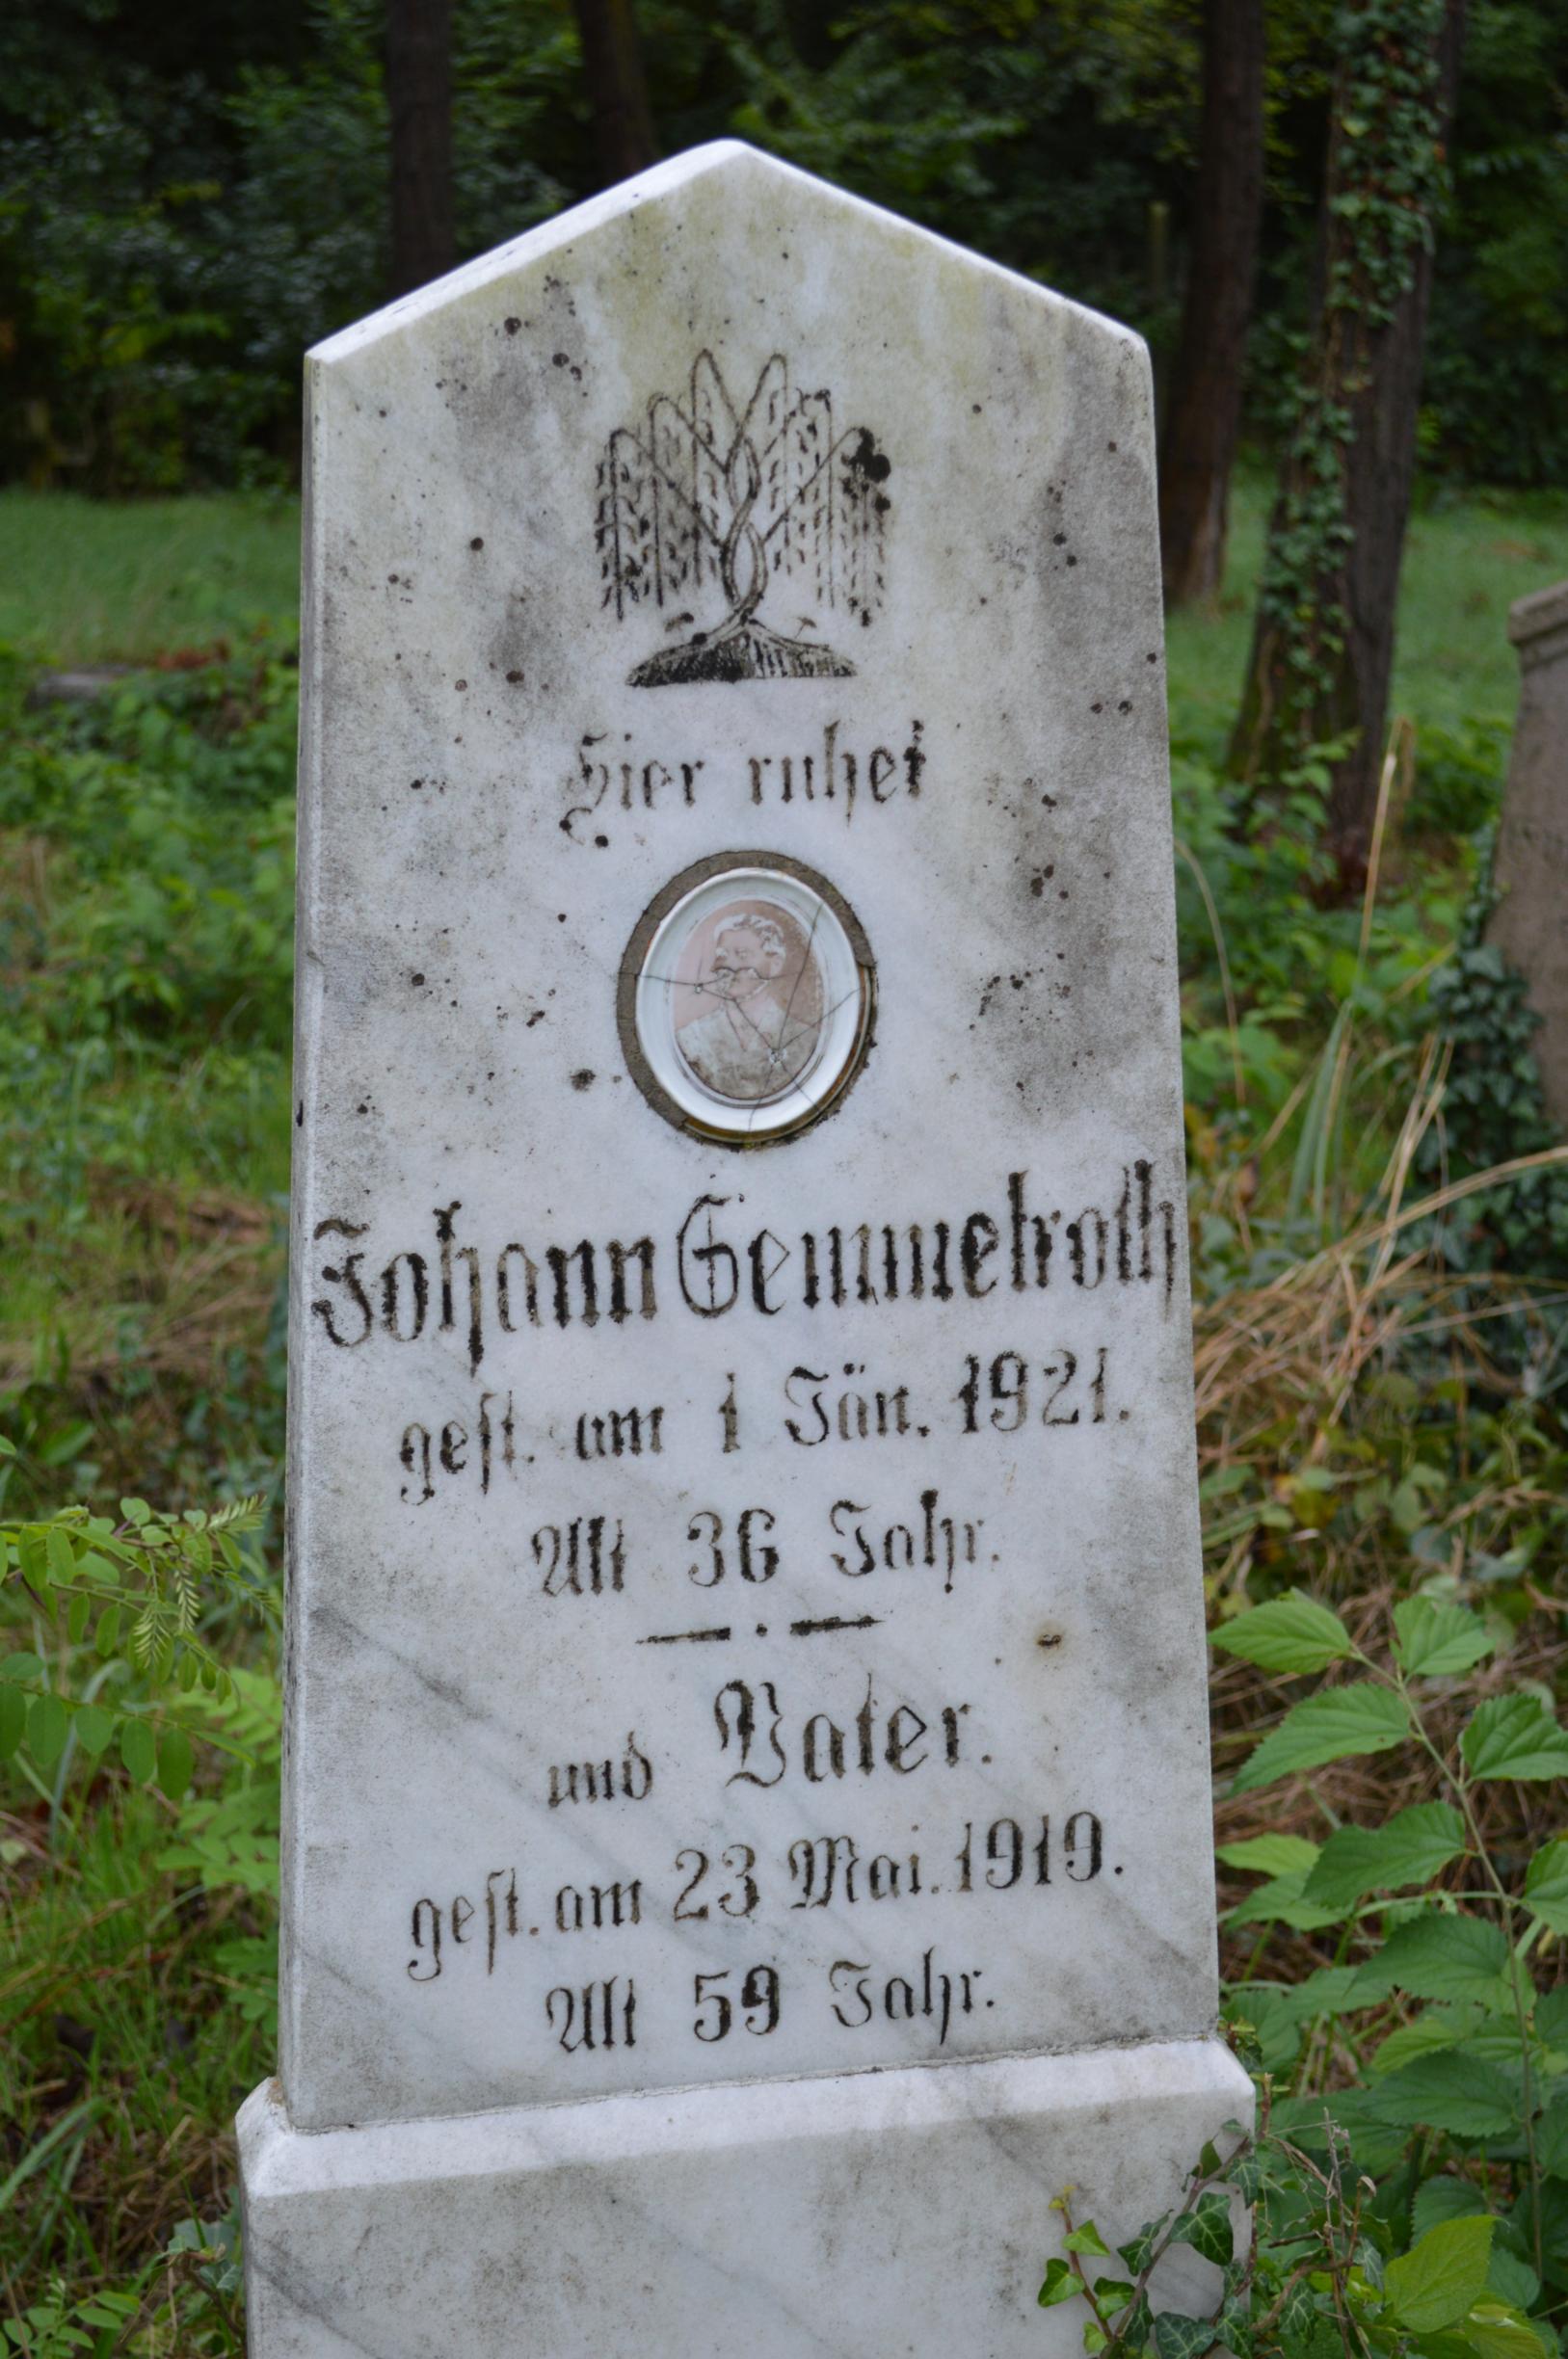 Hier ruhet
Johann Gemmelroth
gest. am 1 Jän. 1921.
Alt 36 Jahr.
und Vater.
gest. am 23 Mai. 1919.
Alt 59 Jahr.